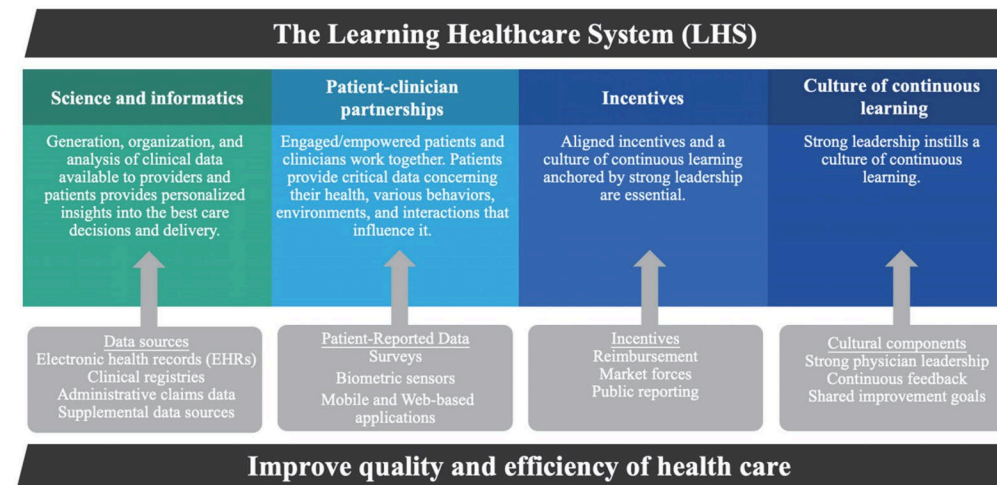 The Learning Healthcare System (LHS)
Science and informatics
Generation, organization, and
analysis of clinical data
available to providers and
patients provides personalized
insights into the best care
decisions and delivery.
Patient-clinician
partnerships
Engaged/empowered patients and
clinicians work together. Patients
provide critical data concerning
their health, various behaviors,
environments, and interactions that
influence it.
Incentives
Aligned incentives and a
culture of continuous learning
anchored by strong leadership
are essential.
Culture of continuous
learning
Strong leadership instills a
culture of continuous
learning.
Data sources
Electronic health records (EHRs)
Clinical registries
Administrative claims data
Supplemental data sources
Patient-Reported Data
Surveys
Biometric sensors
Mobile and Web-based
applications
Incentives
Reimbursement
Market forces
Public reporting
Cultural components
Strong physician leadership
Continuous feedback
Shared improvement goals
Improve quality and efficiency of health care